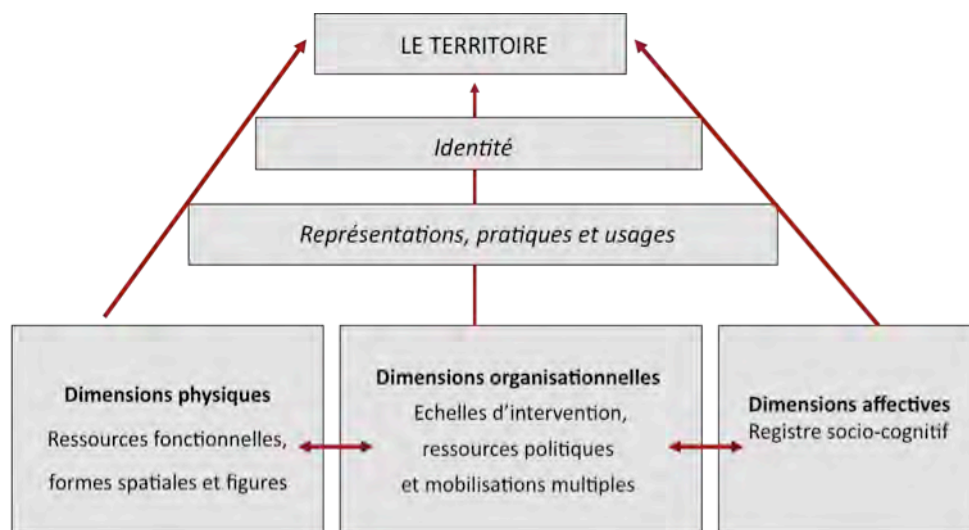 LE TERRITOIRE
Identité
Représentations, pratiques et usages
Dimensions physiques
Ressources fonctionnelles,
formes spatiales et figures
Dimensions organisationnelles
Echelles d’intervention,
ressources politiques
et mobilisations multiples
Dimensions affectives
Registre socio-cognitif